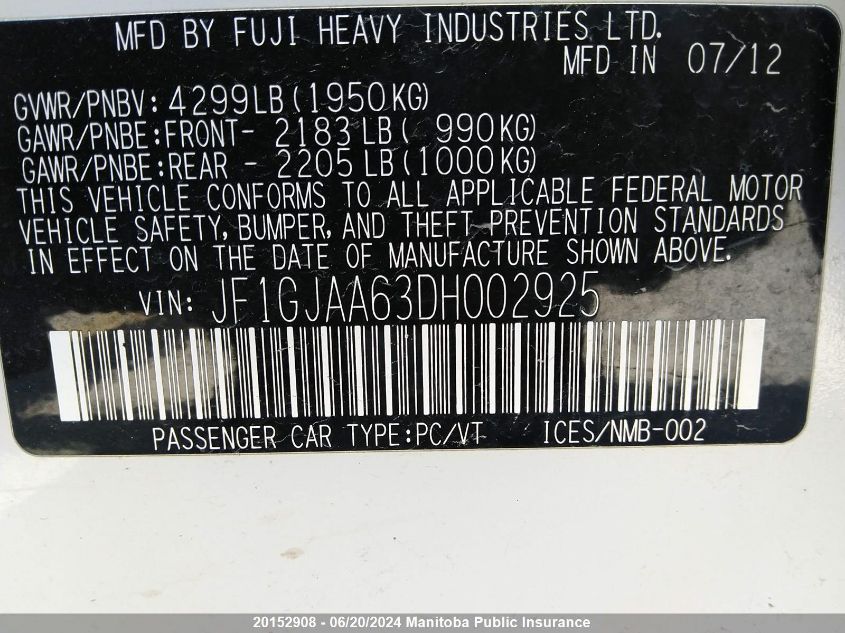 MFD BY FUJI HEAVY INDUSTRIES LTD.
MFD IN 07/12
GVWR/PNBV: 4299LB(1950KG)
GAWR/PNBE:FRONT- 2183 LB( 990KG)
GAWR/PNBE:REAR - 2205 LB(1000KG)
THIS VEHICLE CONFORMS TO ALL APPLICABLE FEDERAL MOTOR
VEHICLE SAFETY, BUMPER, AND THEFT PREVENTION STANDARDS
IN EFFECT ON THE DATE OF MANUFACTURE SHOWN ABOVE.
VIN: JF1GJAA63DH002925
PASSENGER CAR TYPE:PC/VT ICES/NMB-002
20152908 - 06/20/2024 Manitoba Public Insurance